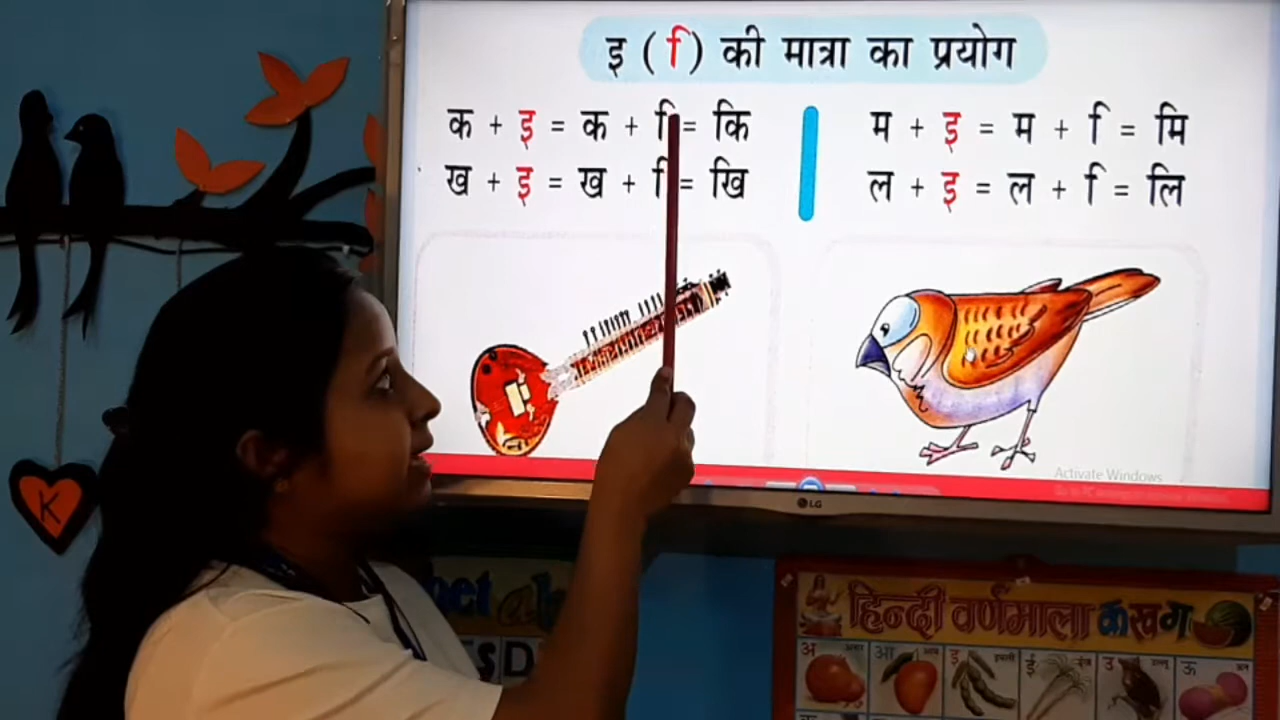 इ (ि) की मात्रा का प्रयोग
क + इ = क + ि = कि
ख + इ = ख + ि = खि
म + इ = म + ि = मि
ल + इ = ल + ि = लि
Activate Windows
LG
K
हिन्दी वर्णमाला क ख ग
अ आ इ ई उ ऊ